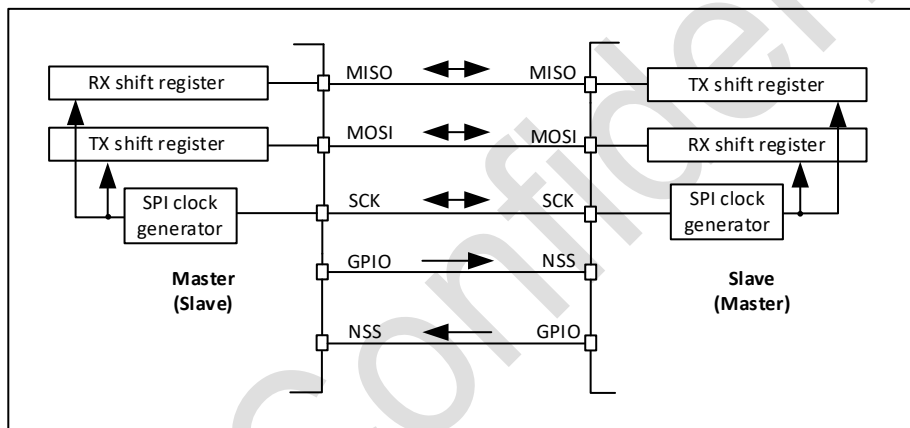 RX shift register
MISO
MISO
TX shift register
TX shift register
MOSI
MOSI
RX shift register
SPI clock
generator
SCK
SCK
SPI clock
generator
Master
(Slave)
GPIO
NSS
Slave
(Master)
NSS
GPIO